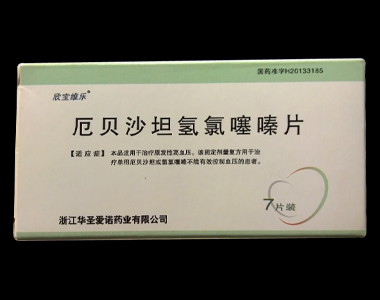 国药准字H20133185
欣宝维乐®
厄贝沙坦氢氯噻嗪片
【适应症】 本品适用于治疗原发性高血压。该固定剂量复方用于治
疗单用厄贝沙坦或氢氯噻嗪不能有效控制血压的患者。
7片装
浙江华圣爱诺药业有限公司